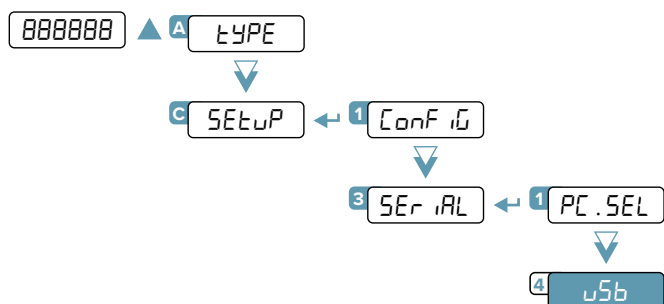 888888 A tYPE
C SEtuP 1 ConFiG
3 SEriAL 1 PC.SEL
4 uSb